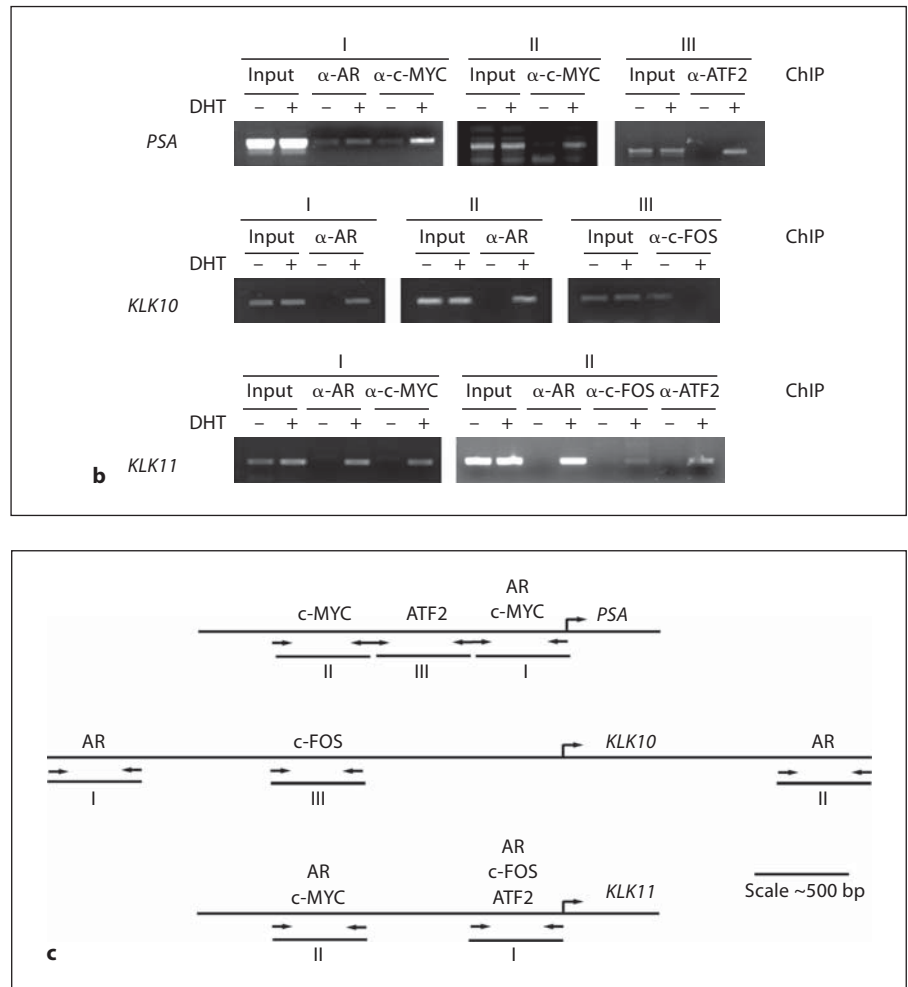 I II III
Input α-AR α-c-MYC Input α-c-MYC Input α-ATF2 ChIP
DHT – + – + – + – + – + – + – +
PSA
I II III
Input α-AR Input α-AR Input α-c-FOS ChIP
DHT – + – + – + – + – + – +
KLK10
I II
Input α-AR α-c-MYC Input α-AR α-c-FOS α-ATF2 ChIP
DHT – + – + – + – + – + – + – +
KLK11
b
AR
c-MYC ATF2 c-MYC
PSA
II III I
AR c-FOS KLK10 AR
I III II
AR
AR c-FOS
c-MYC ATF2 KLK11
Scale ~500 bp
II I
c